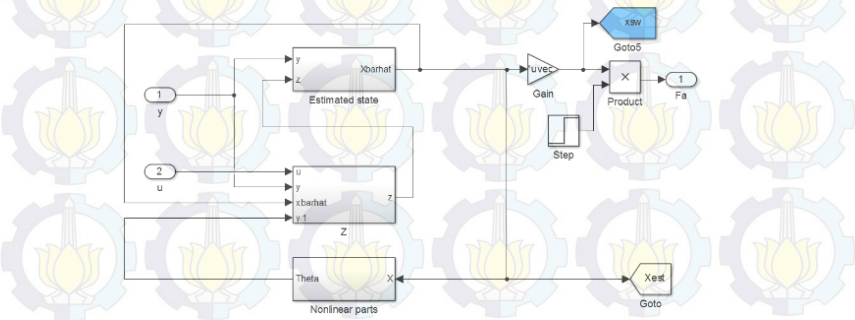 xsw
Goto5
y
z
Xbarhat
Estimated state
1
y
*uvec
Gain
×
Product
1
Fa
Step
2
u
u
y
xbarhat
y 1
z
Z
Theta
X
Nonlinear parts
Xest
Goto